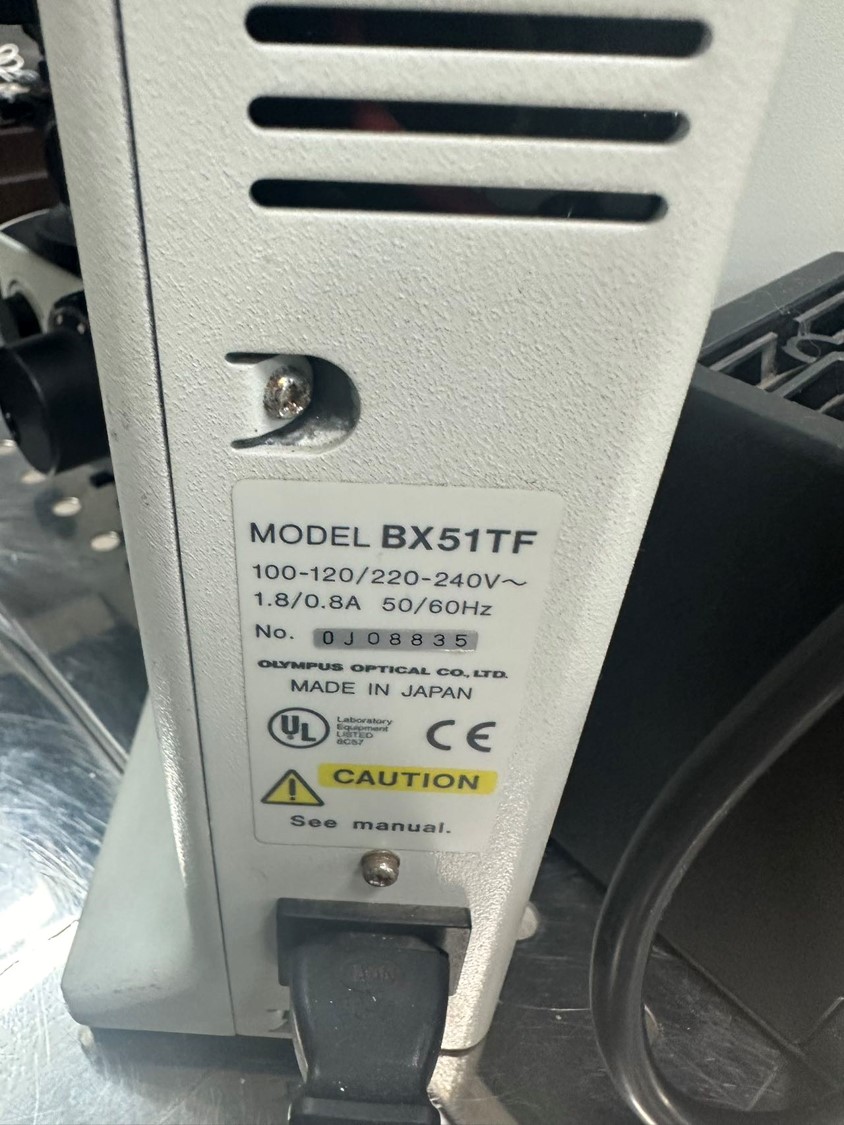 MODEL BX51TF
100-120/220-240V～
1.8/0.8A 50/60Hz
No. 0J08835
OLYMPUS OPTICAL CO., LTD.
MADE IN JAPAN
UL
Laboratory
Equipment
LISTED
CE
CAUTION
See manual.